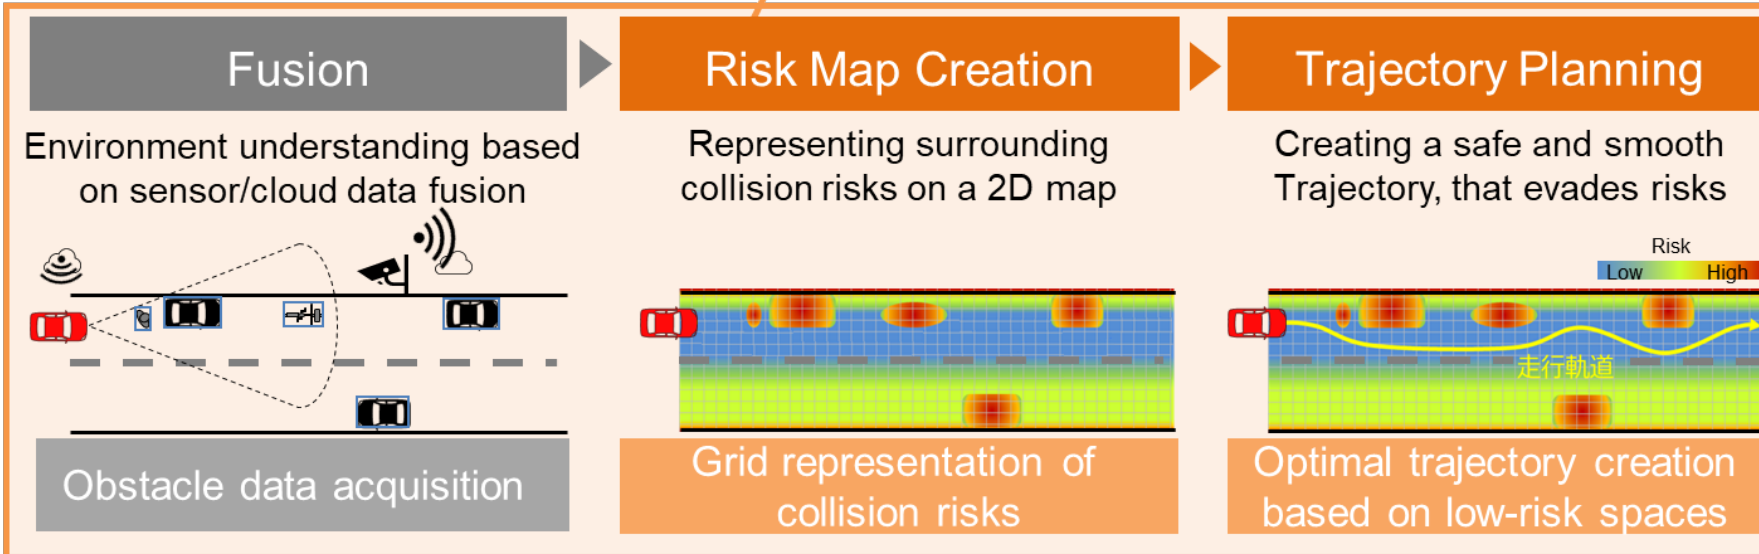 Fusion
Environment understanding based
on sensor/cloud data fusion
Obstacle data acquisition
Risk Map Creation
Representing surrounding
collision risks on a 2D map
Grid representation of
collision risks
Trajectory Planning
Creating a safe and smooth
Trajectory, that evades risks
Risk
Low High
走行軌道
Optimal trajectory creation
based on low-risk spaces